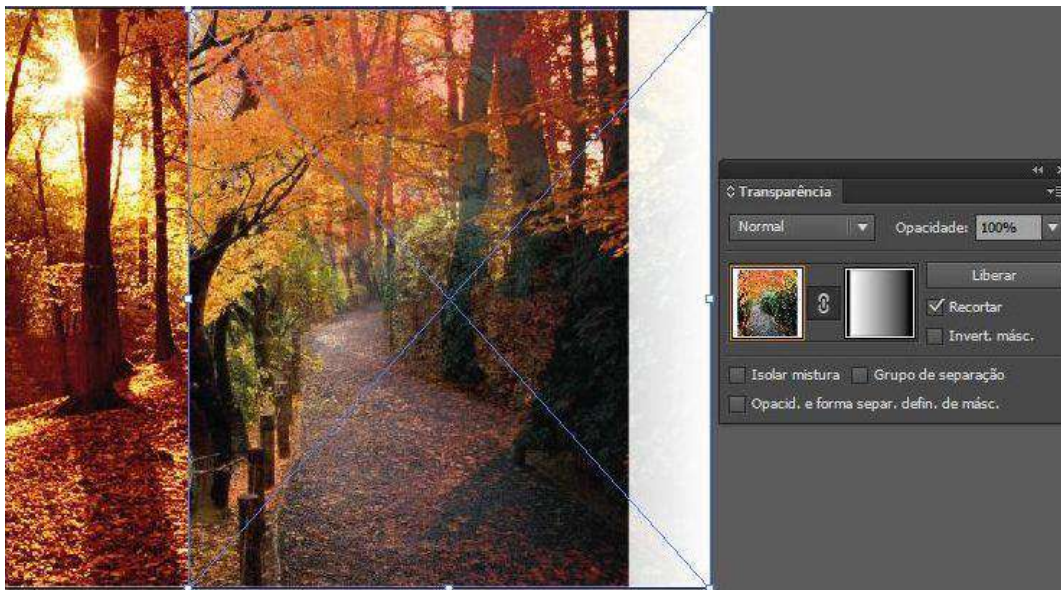 Transparência
Normal Opacidade: 100%
Liberar
Recortar
Invert. másc.
Isolar mistura Grupo de separação
Opacid. e forma separ. defin. de másc.